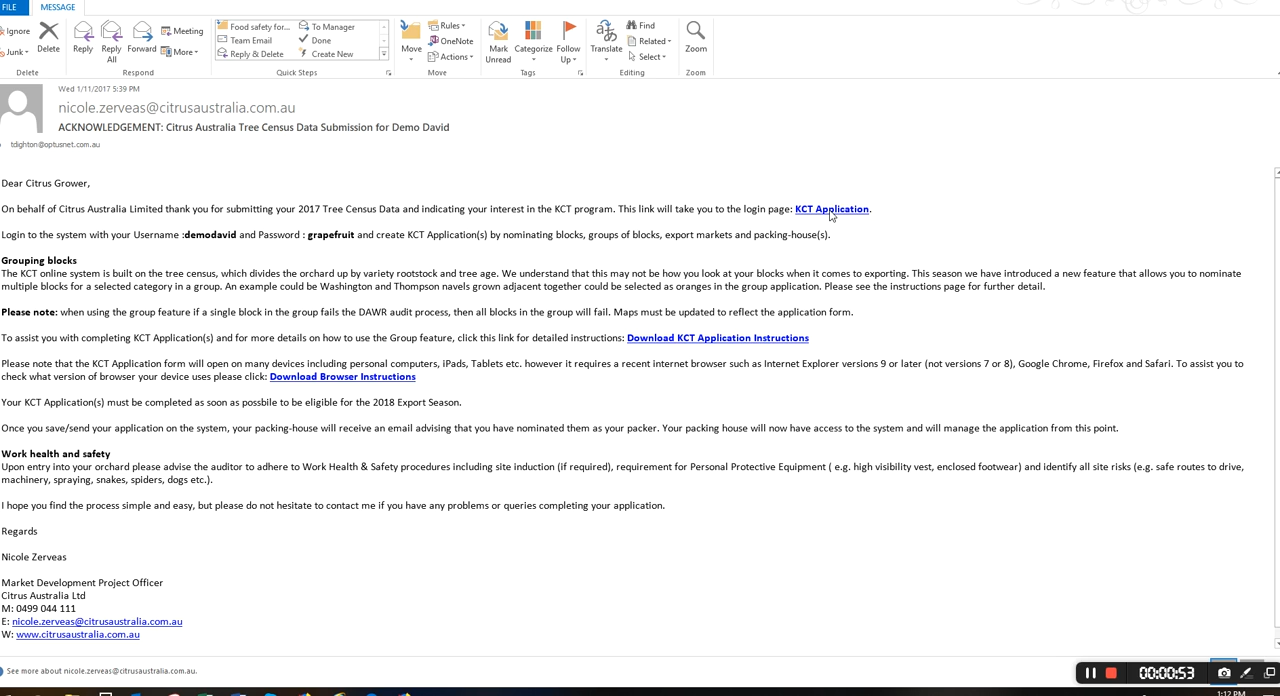 FILE MESSAGE
Ignore
Junk
Delete
Reply
Reply All
Forward
Meeting
More
Food safety for...
Team Email
Reply & Delete
To Manager
Done
Create New
Move
Rules
OneNote
Actions
Mark Unread
Categorize
Follow Up
Translate
Find
Related
Select
Zoom
Delete Respond Quick Steps Move Tags Editing Zoom
Wed 1/11/2017 5:39 PM
nicole.zerveas@citrusaustralia.com.au
ACKNOWLEDGEMENT: Citrus Australia Tree Census Data Submission for Demo David
tdighton@optusnet.com.au
Dear Citrus Grower,
On behalf of Citrus Australia Limited thank you for submitting your 2017 Tree Census Data and indicating your interest in the KCT program. This link will take you to the login page: KCT Application.
Login to the system with your Username :demodavid and Password : grapefruit and create KCT Application(s) by nominating blocks, groups of blocks, export markets and packing-house(s).
Grouping blocks
The KCT online system is built on the tree census, which divides the orchard up by variety rootstock and tree age. We understand that this may not be how you look at your blocks when it comes to exporting. This season we have introduced a new feature that allows you to nominate
multiple blocks for a selected category in a group. An example could be Washington and Thompson navels grown adjacent together could be selected as oranges in the group application. Please see the instructions page for further detail.
Please note: when using the group feature if a single block in the group fails the DAWR audit process, then all blocks in the group will fail. Maps must be updated to reflect the application form.
To assist you with completing KCT Application(s) and for more details on how to use the Group feature, click this link for detailed instructions: Download KCT Application Instructions
Please note that the KCT Application form will open on many devices including personal computers, iPads, Tablets etc. however it requires a recent internet browser such as Internet Explorer versions 9 or later (not versions 7 or 8), Google Chrome, Firefox and Safari. To assist you to
check what version of browser your device uses please click: Download Browser Instructions
Your KCT Application(s) must be completed as soon as possbile to be eligible for the 2018 Export Season.
Once you save/send your application on the system, your packing-house will receive an email advising that you have nominated them as your packer. Your packing house will now have access to the system and will manage the application from this point.
Work health and safety
Upon entry into your orchard please advise the auditor to adhere to Work Health & Safety procedures including site induction (if required), requirement for Personal Protective Equipment ( e.g. high visibility vest, enclosed footwear) and identify all site risks (e.g. safe routes to drive,
machinery, spraying, snakes, spiders, dogs etc.).
I hope you find the process simple and easy, but please do not hesitate to contact me if you have any problems or queries completing your application.
Regards
Nicole Zerveas
Market Development Project Officer
Citrus Australia Ltd
M: 0499 044 111
E: nicole.zerveas@citrusaustralia.com.au
W: www.citrusaustralia.com.au
See more about nicole.zerveas@citrusaustralia.com.au.
00:00:53
1:12 PM